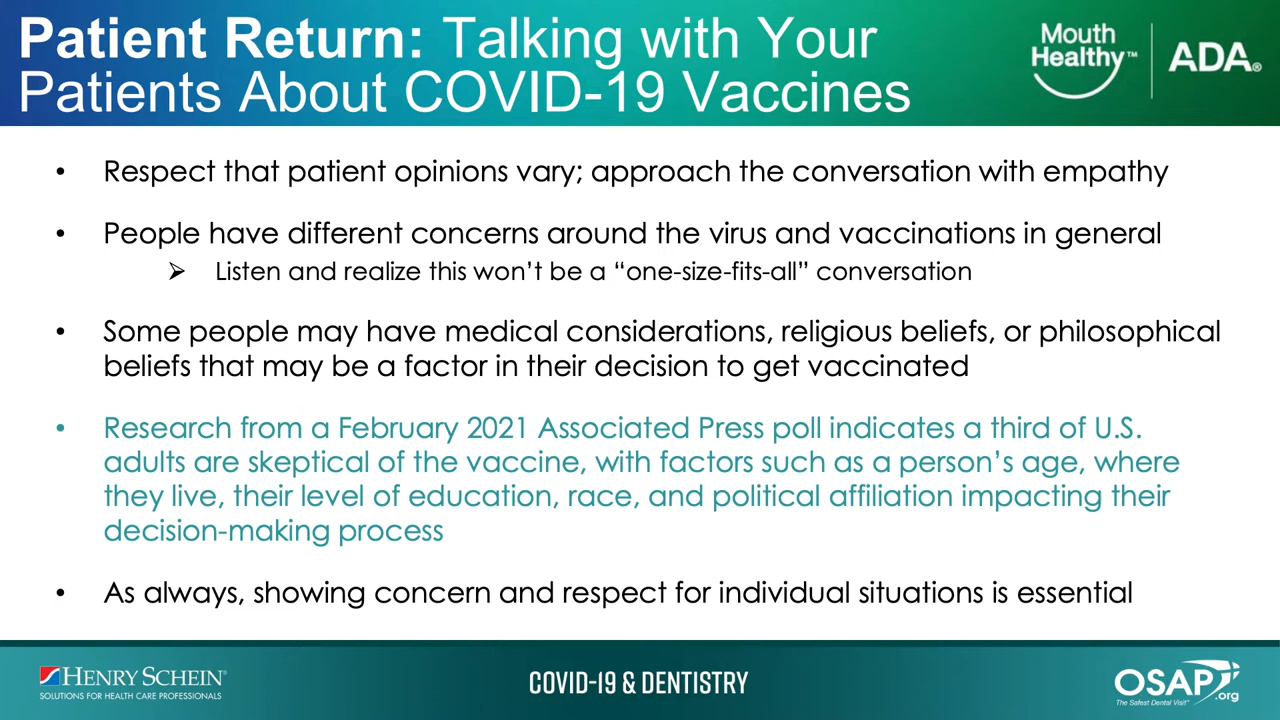 Patient Return: Talking with Your
Patients About COVID-19 Vaccines
Mouth
Healthy™
ADA®
• Respect that patient opinions vary; approach the conversation with empathy
• People have different concerns around the virus and vaccinations in general
➢ Listen and realize this won’t be a “one-size-fits-all” conversation
• Some people may have medical considerations, religious beliefs, or philosophical
beliefs that may be a factor in their decision to get vaccinated
• Research from a February 2021 Associated Press poll indicates a third of U.S.
adults are skeptical of the vaccine, with factors such as a person’s age, where
they live, their level of education, race, and political affiliation impacting their
decision-making process
• As always, showing concern and respect for individual situations is essential
HENRY SCHEIN®
SOLUTIONS FOR HEALTH CARE PROFESSIONALS
COVID-19 & DENTISTRY
OSAP.org
The Safest Dental Visit™